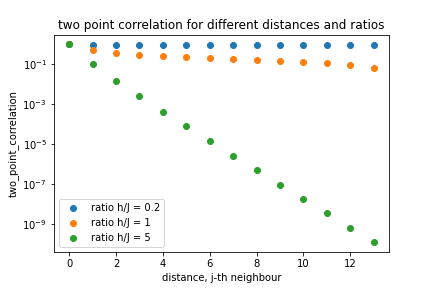 two point correlation for different distances and ratios
two_point_correlation
10⁻¹
10⁻³
10⁻⁵
10⁻⁷
10⁻⁹
ratio h/J = 0.2
ratio h/J = 1
ratio h/J = 5
0 2 4 6 8 10 12
distance, j-th neighbour